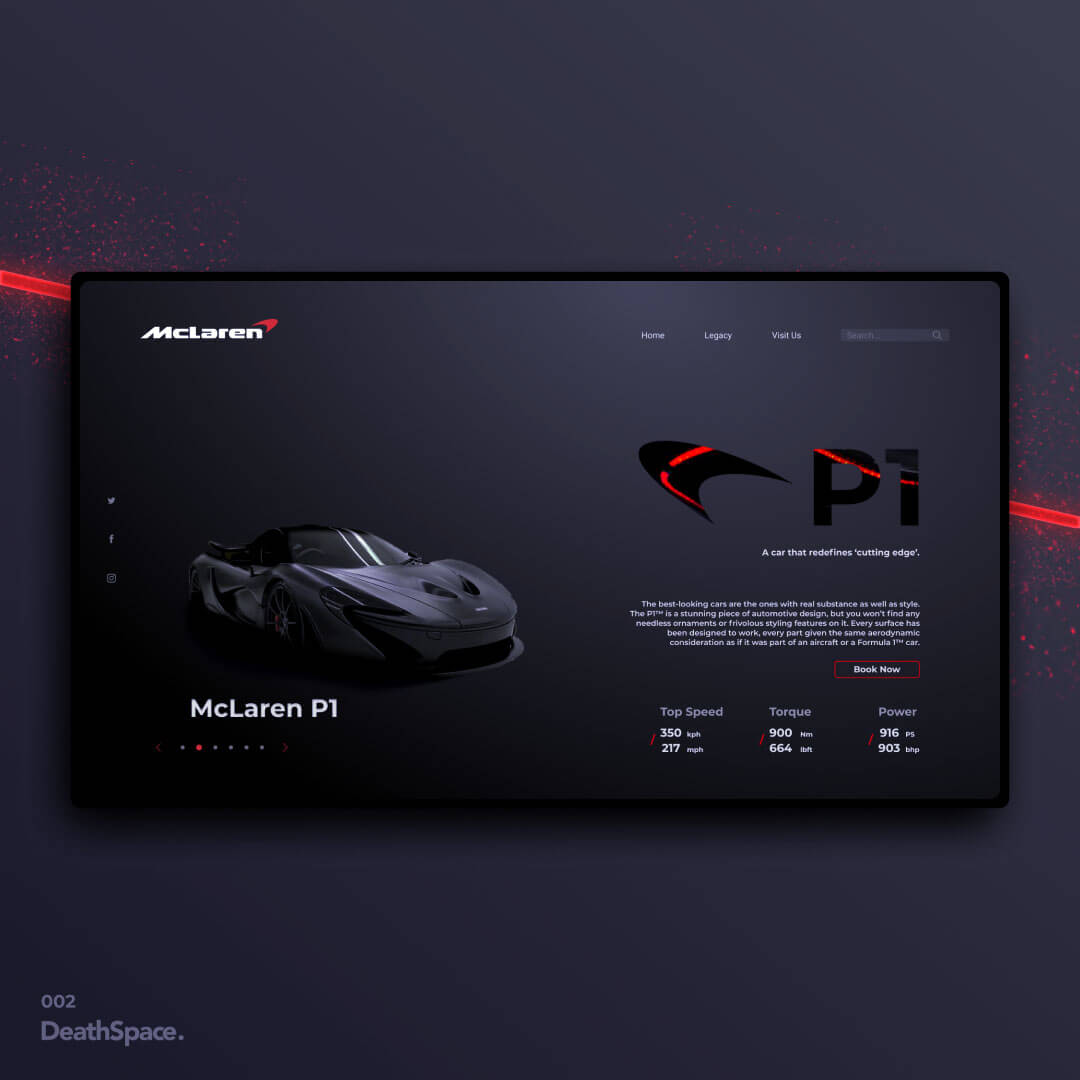 McLaren
Home Legacy Visit Us Search...
P1
A car that redefines ‘cutting edge’.
The best-looking cars are the ones with real substance as well as style.
The P1™ is a stunning piece of automotive design, but you won’t find any
needless ornaments or frivolous styling features on it. Every surface has
been designed to work, every part given the same aerodynamic
consideration as if it was part of an aircraft or a Formula 1™ car.
Book Now
McLaren P1
Top Speed Torque Power
350 kph 900 Nm 916 PS
217 mph 664 lbft 903 bhp
002
DeathSpace.